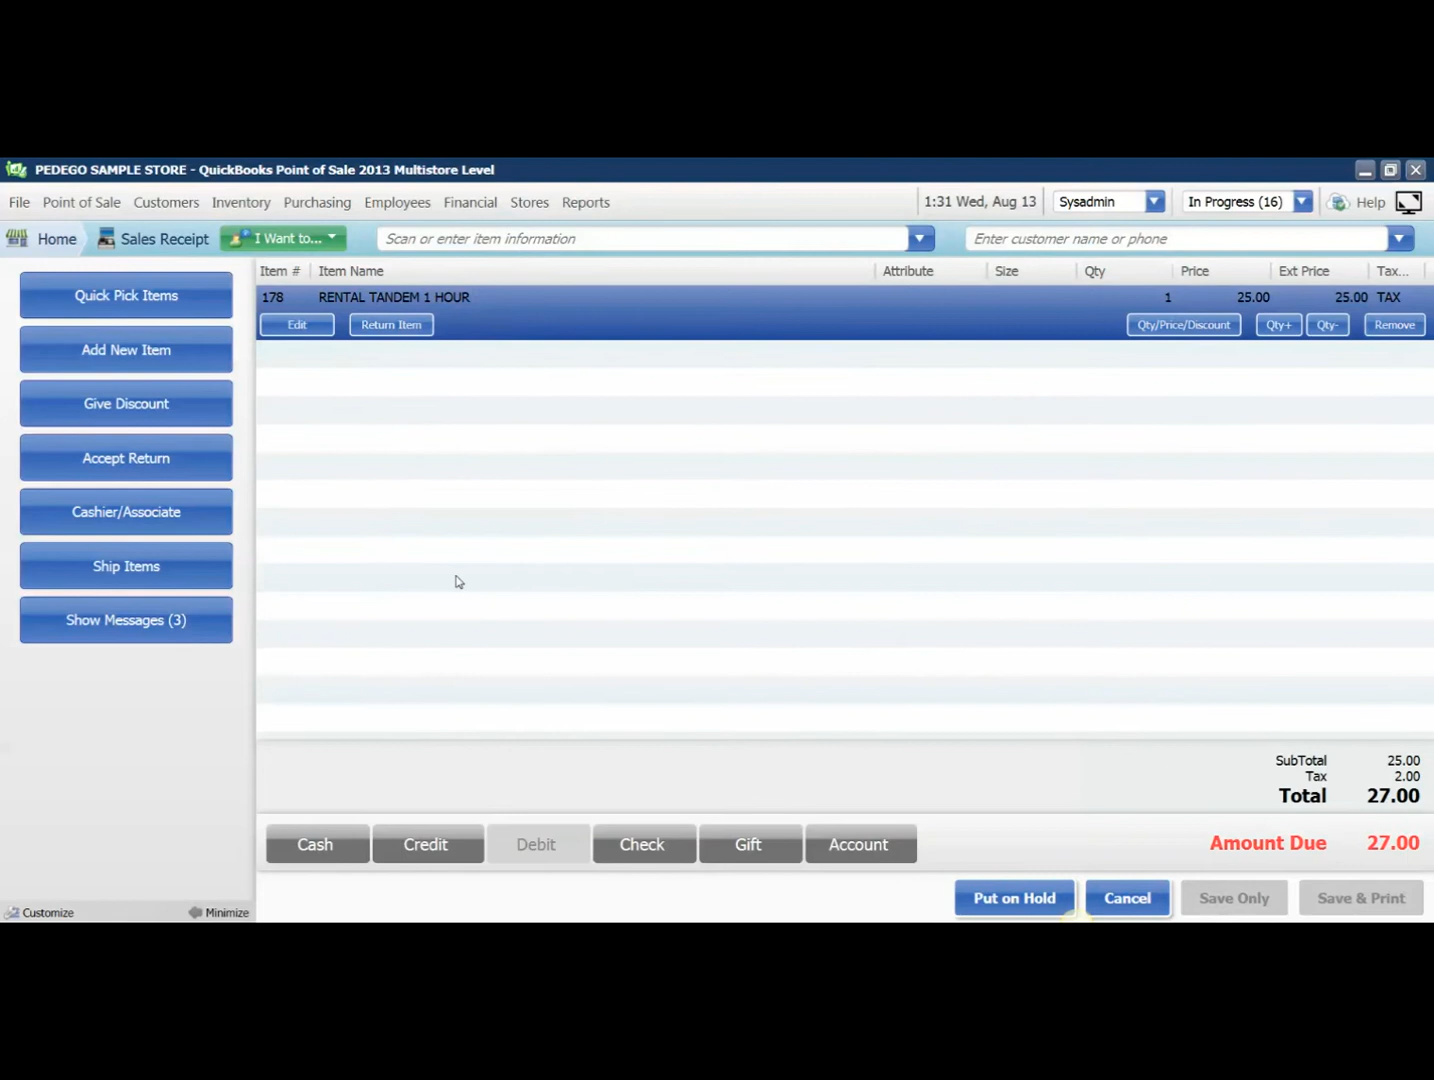 PEDEGO SAMPLE STORE - QuickBooks Point of Sale 2013 Multistore Level
File Point of Sale Customers Inventory Purchasing Employees Financial Stores Reports 1:31 Wed, Aug 13 Sysadmin In Progress (16) Help
Home Sales Receipt I Want to... Scan or enter item information Enter customer name or phone
Item # Item Name Attribute Size Qty Price Ext Price Tax...
178 RENTAL TANDEM 1 HOUR 1 25.00 25.00 TAX
Edit Return Item Qty/Price/Discount Qty+ Qty- Remove
Quick Pick Items
Add New Item
Give Discount
Accept Return
Cashier/Associate
Ship Items
Show Messages (3)
SubTotal 25.00
Tax 2.00
Total 27.00
Cash Credit Debit Check Gift Account Amount Due 27.00
Put on Hold Cancel Save Only Save & Print
Customize Minimize